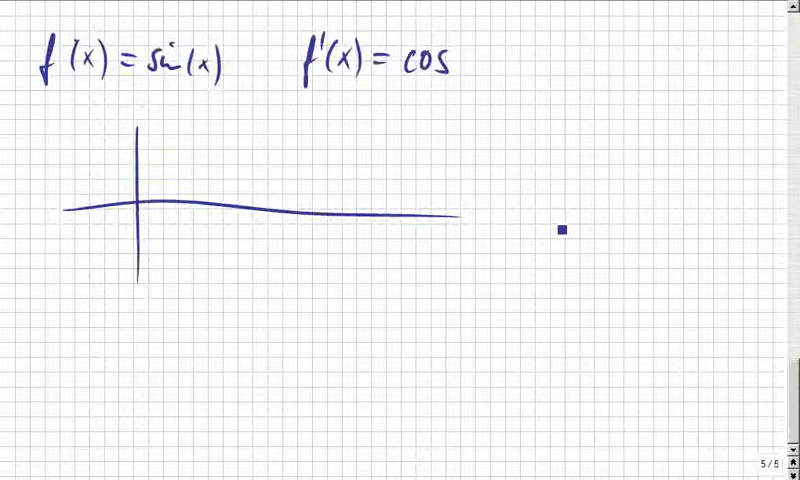 f(x) = sin(x) f'(x) = cos
5/5